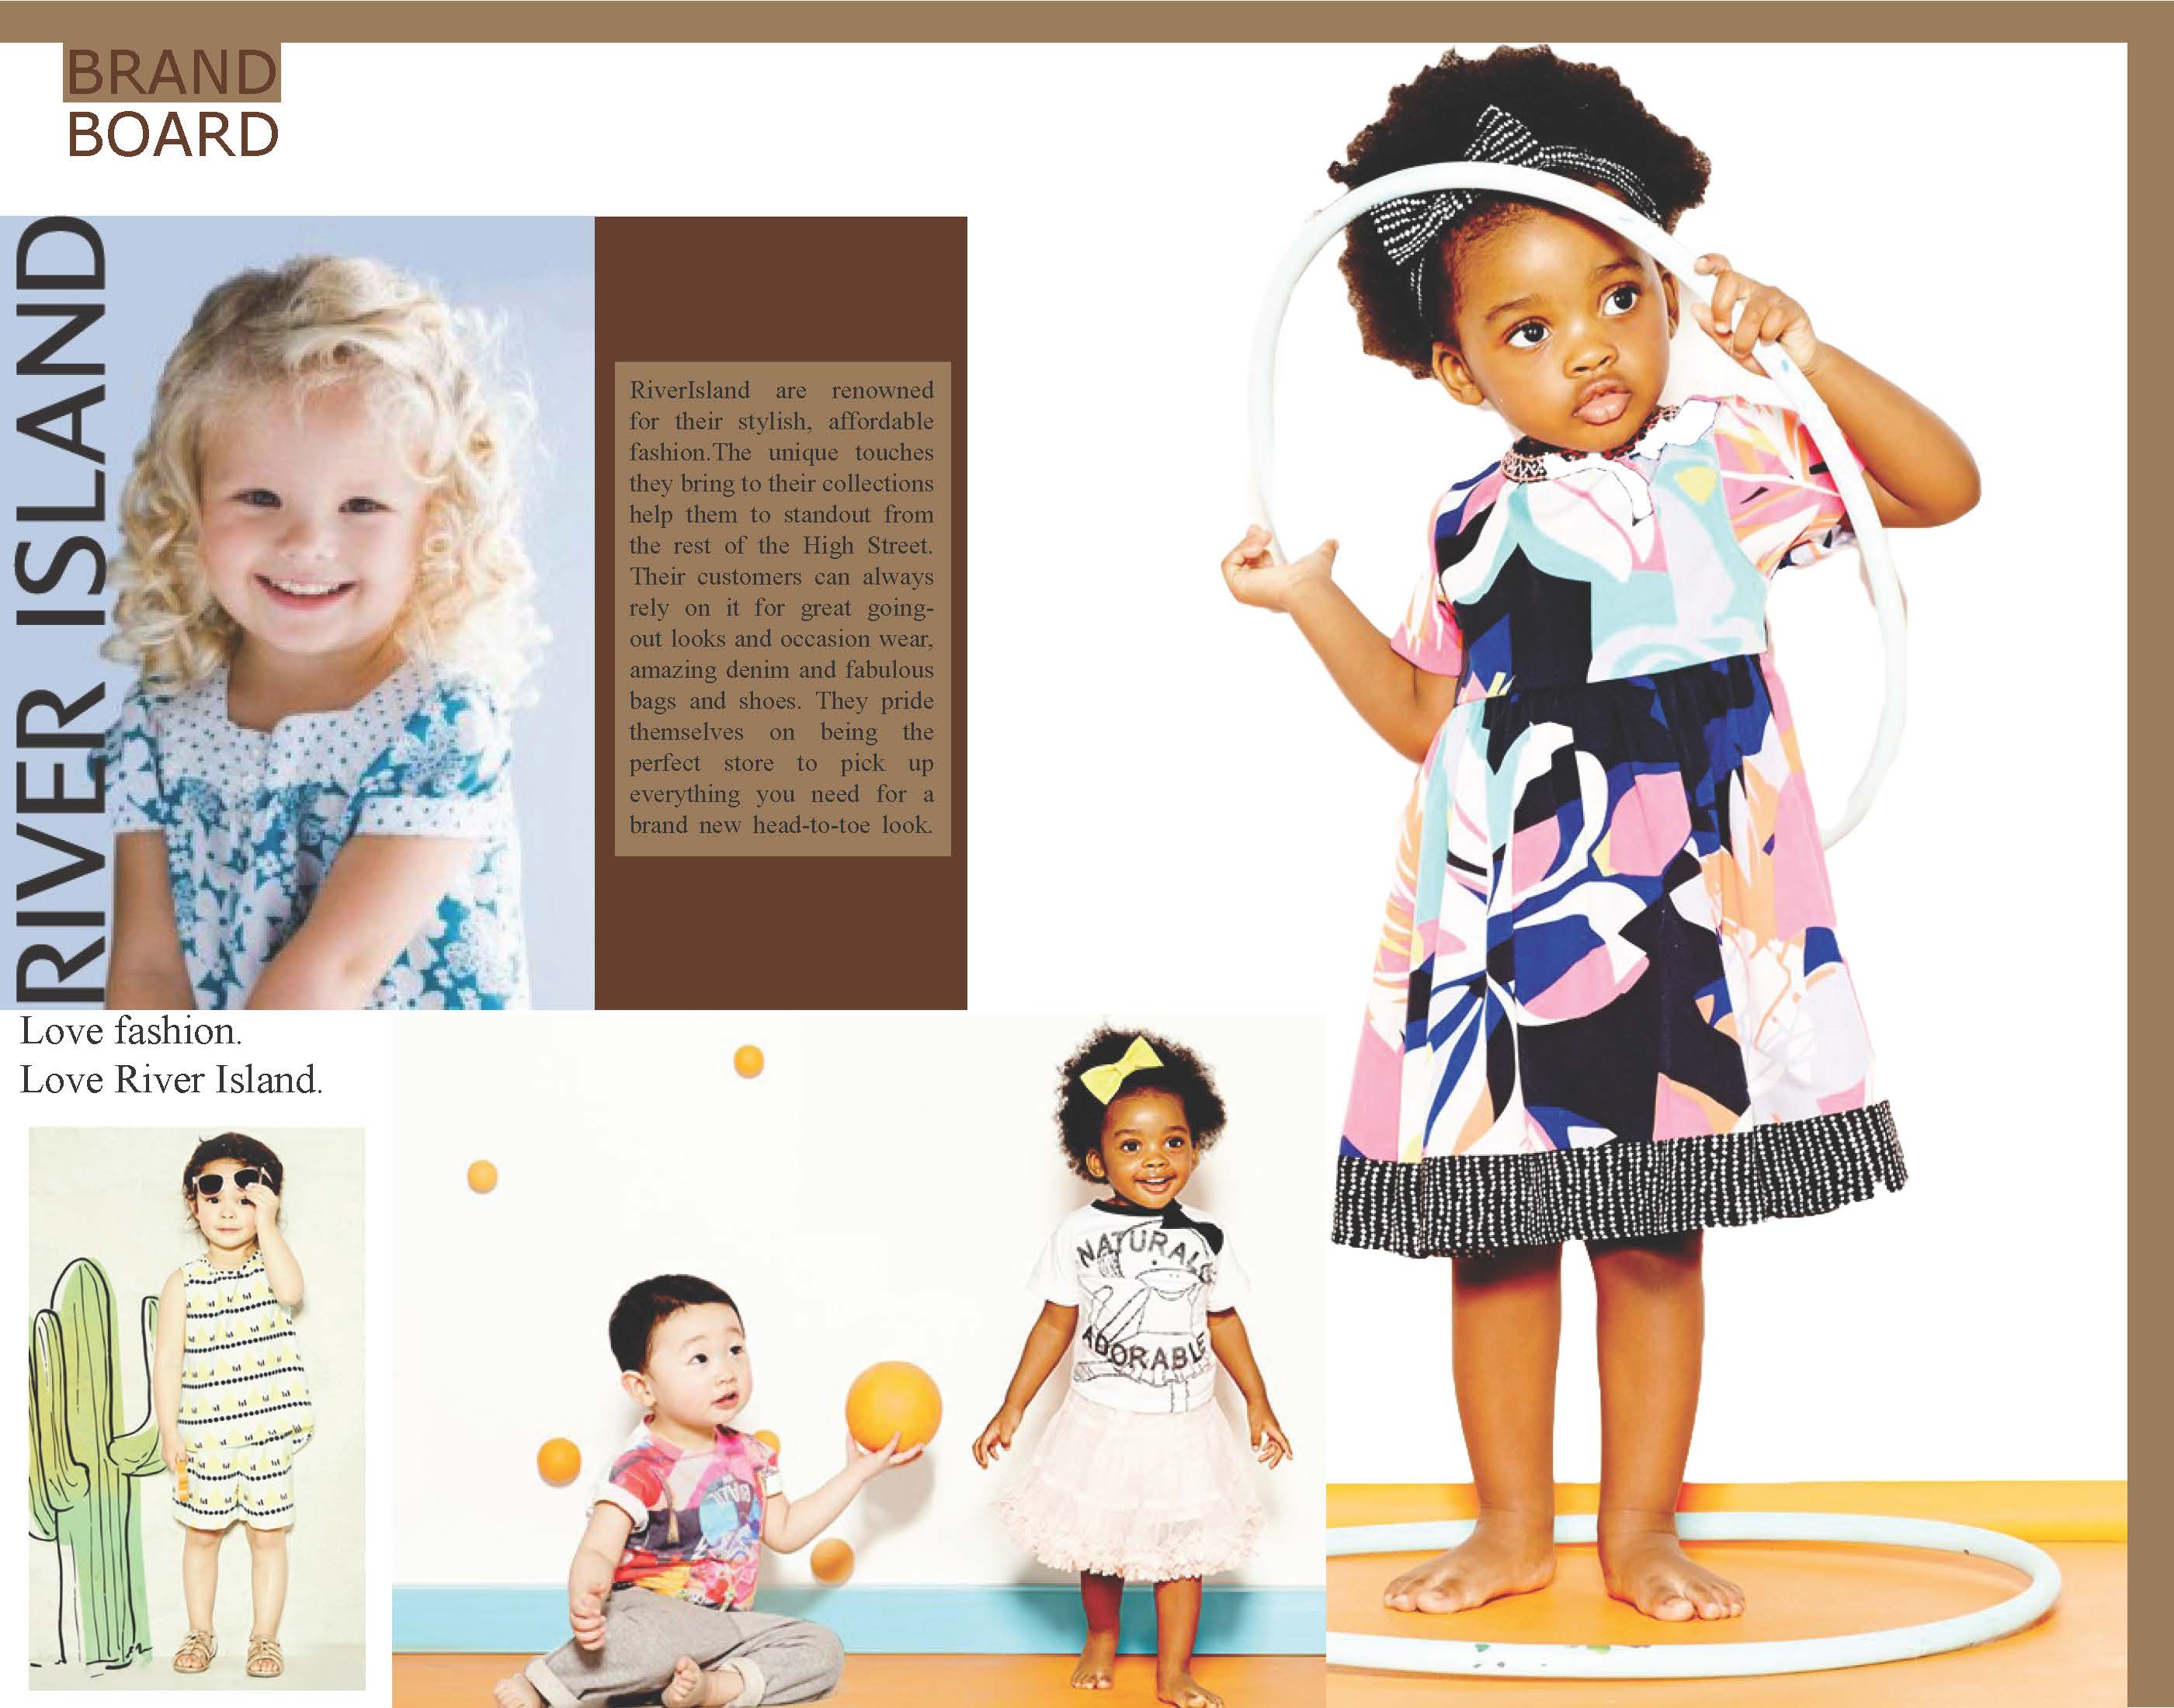 BRAND
BOARD
RIVER ISLAND
RiverIsland are renowned
for their stylish, affordable
fashion.The unique touches
they bring to their collections
help them to standout from
the rest of the High Street.
Their customers can always
rely on it for great going-
out looks and occasion wear,
amazing denim and fabulous
bags and shoes. They pride
themselves on being the
perfect store to pick up
everything you need for a
brand new head-to-toe look.
Love fashion.
Love River Island.
NATURALLY
ADORABLE